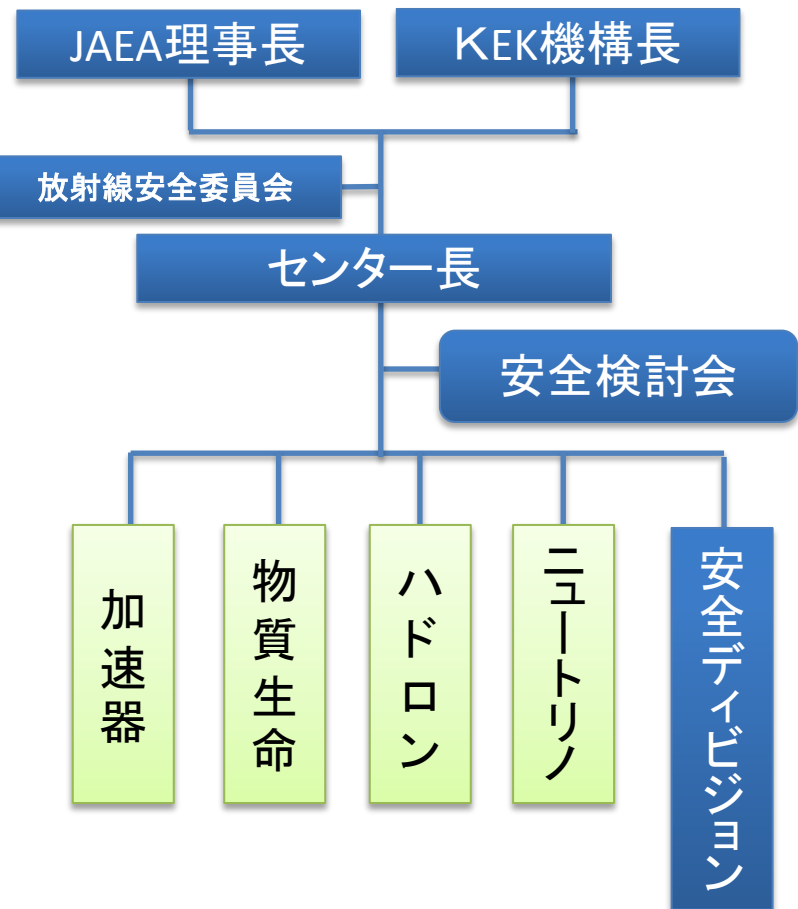 JAEA理事長
KEK機構長
放射線安全委員会
センター長
安全検討会
加速器
物質生命
ハドロン
ニュートリノ
安全ディビジョン